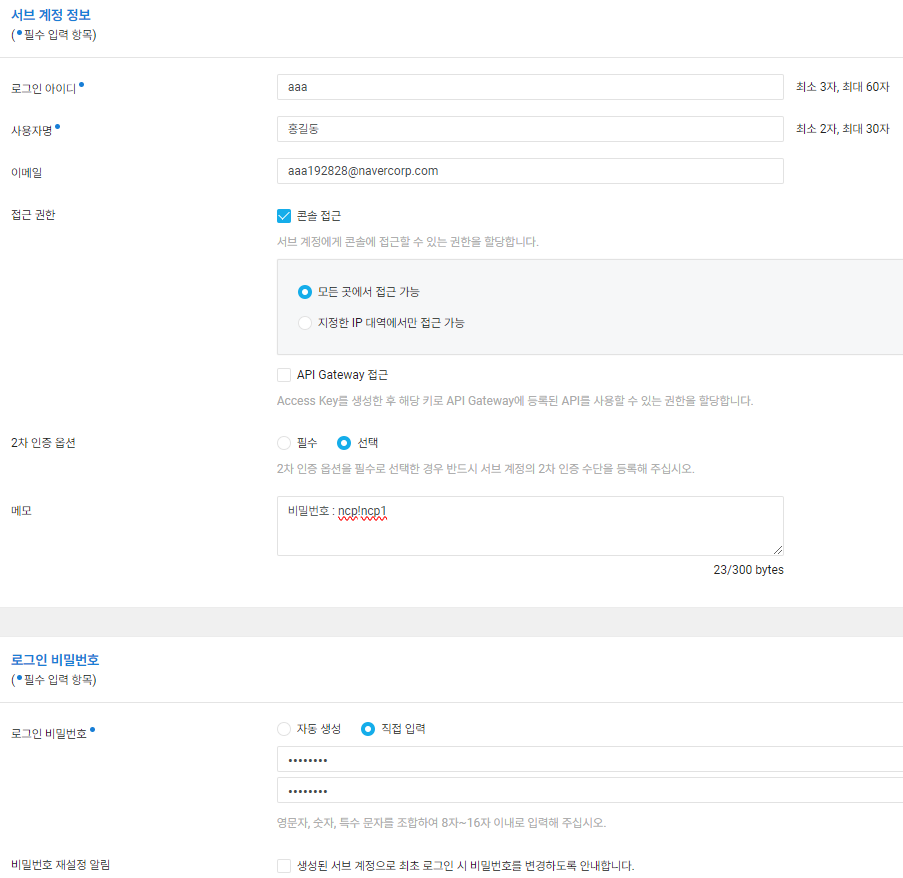 서브 계정 정보
(•필수 입력 항목)
로그인 아이디• aaa 최소 3자, 최대 60자
사용자명• 홍길동 최소 2자, 최대 30자
이메일 aaa192828@navercorp.com
접근 권한 콘솔 접근
서브 계정에게 콘솔에 접근할 수 있는 권한을 할당합니다.
모든 곳에서 접근 가능
지정한 IP 대역에서만 접근 가능
API Gateway 접근
Access Key를 생성한 후 해당 키로 API Gateway에 등록된 API를 사용할 수 있는 권한을 할당합니다.
2차 인증 옵션 필수 선택
2차 인증 옵션을 필수로 선택한 경우 반드시 서브 계정의 2차 인증 수단을 등록해 주십시오.
메모 비밀번호 : ncp!ncp1
23/300 bytes
로그인 비밀번호
(•필수 입력 항목)
로그인 비밀번호• 자동 생성 직접 입력
••••••••
••••••••
영문자, 숫자, 특수 문자를 조합하여 8자~16자 이내로 입력해 주십시오.
비밀번호 재설정 알림 생성된 서브 계정으로 최초 로그인 시 비밀번호를 변경하도록 안내합니다.